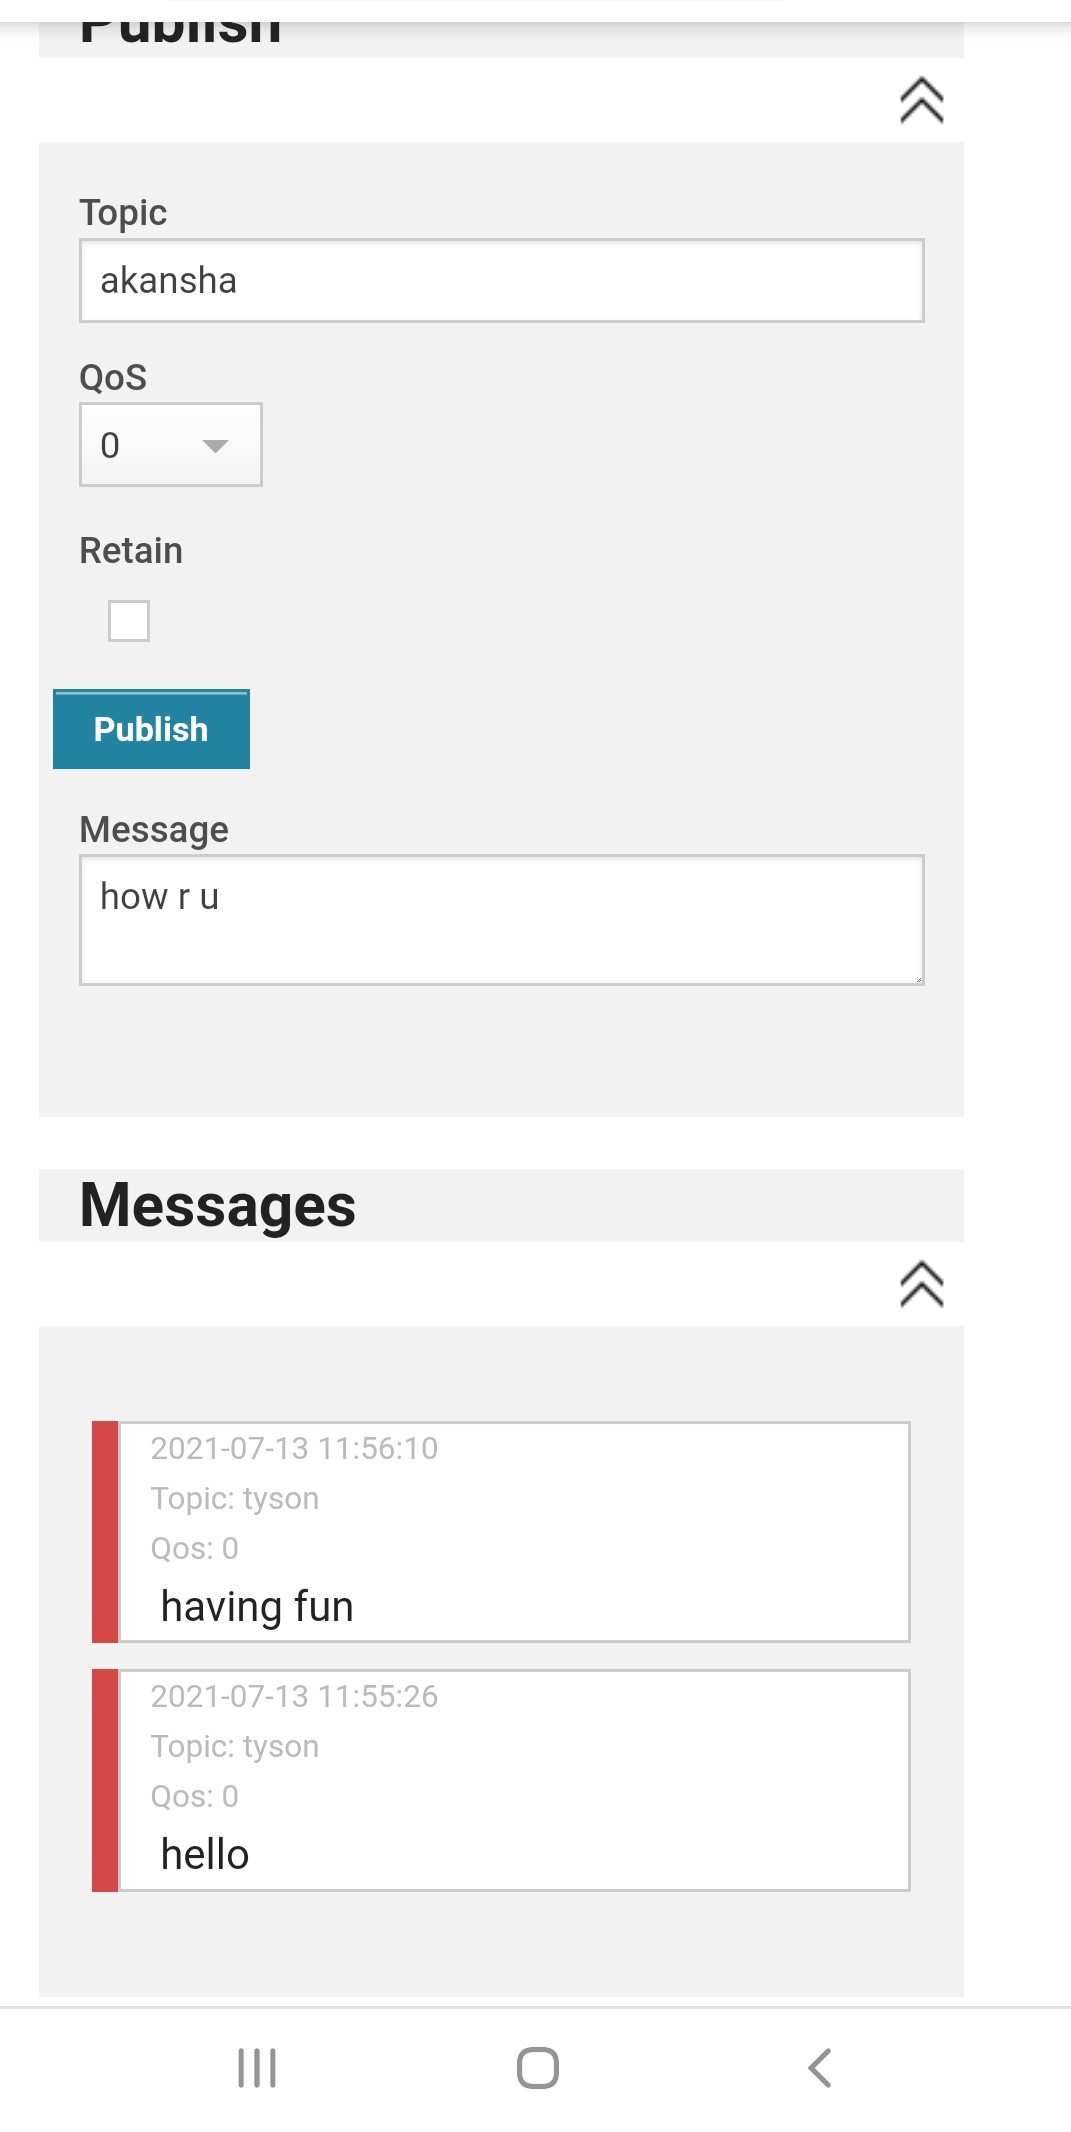 Publish
Topic
akansha
QoS
0
Retain
Publish
Message
how r u
Messages
2021-07-13 11:56:10
Topic: tyson
Qos: 0
having fun
2021-07-13 11:55:26
Topic: tyson
Qos: 0
hello